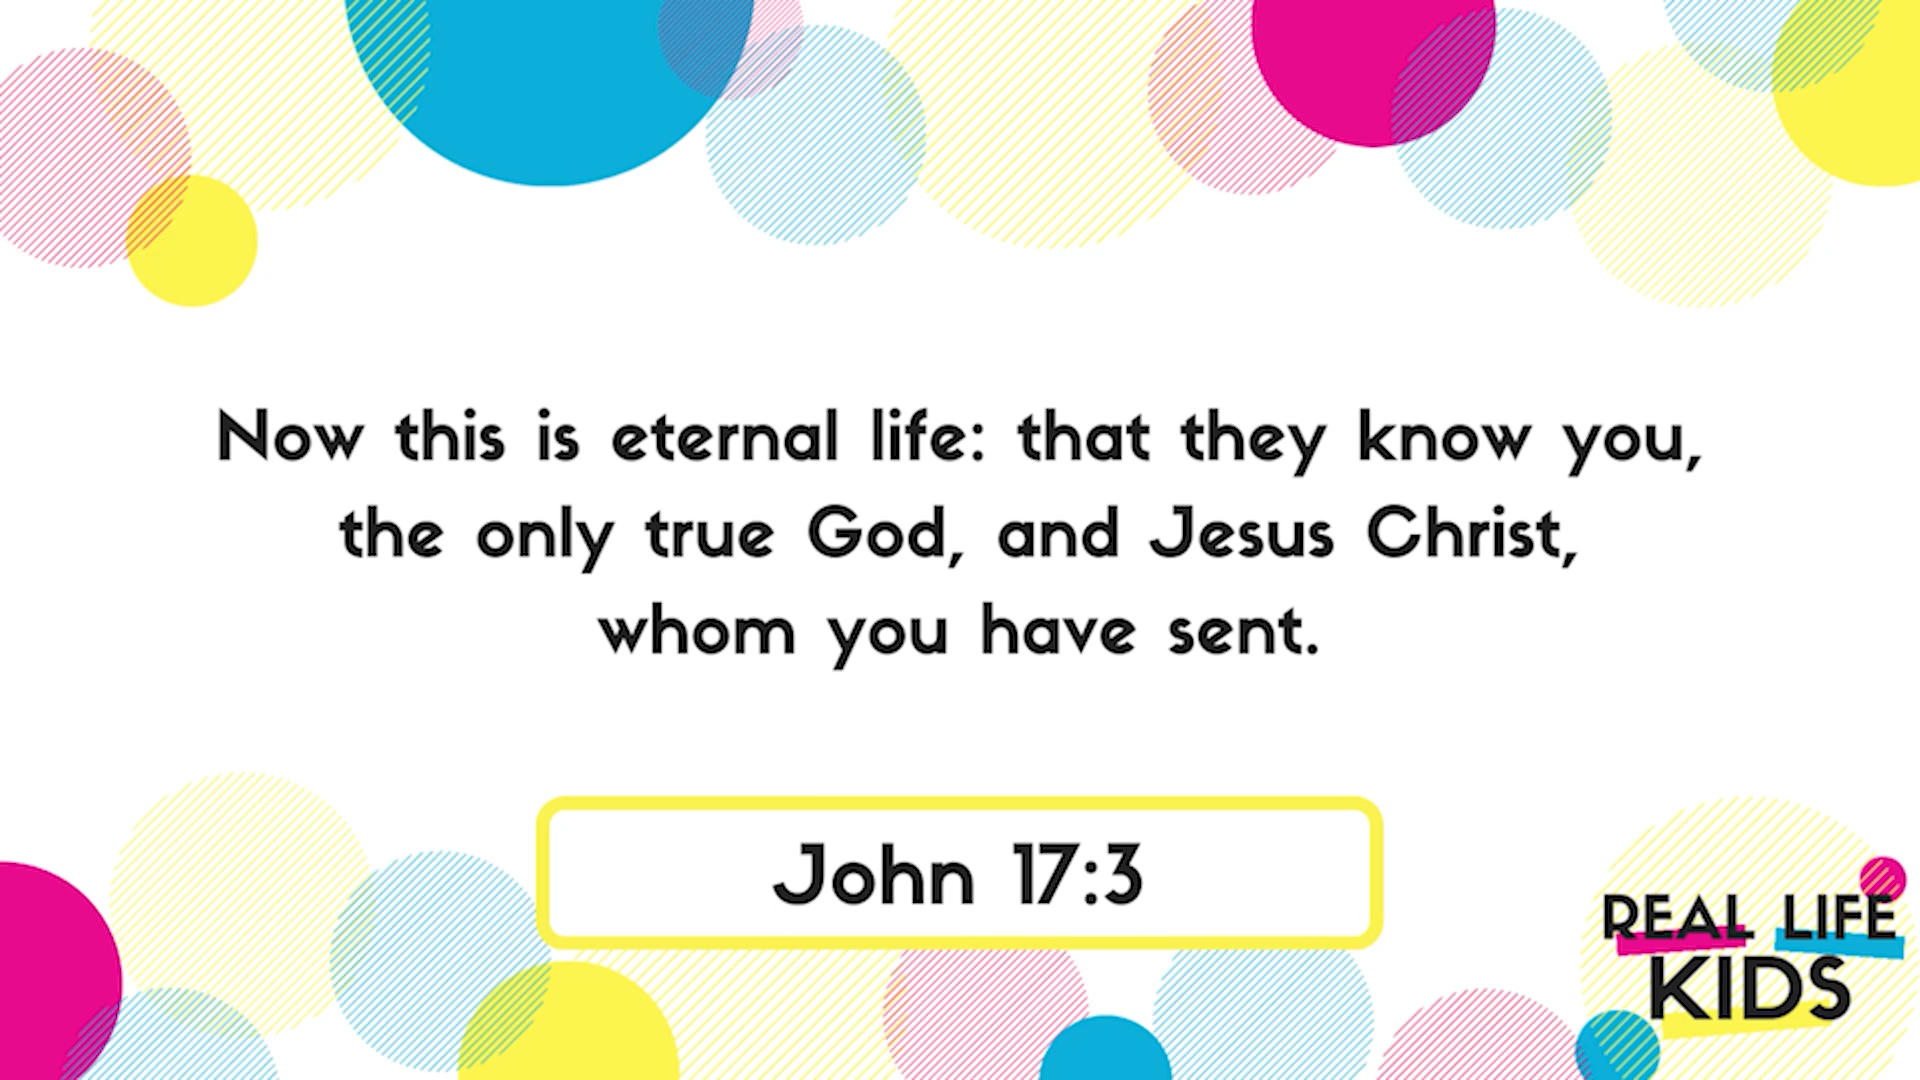 Now this is eternal life: that they know you,
the only true God, and Jesus Christ,
whom you have sent.
John 17:3
REAL LIFE
KIDS